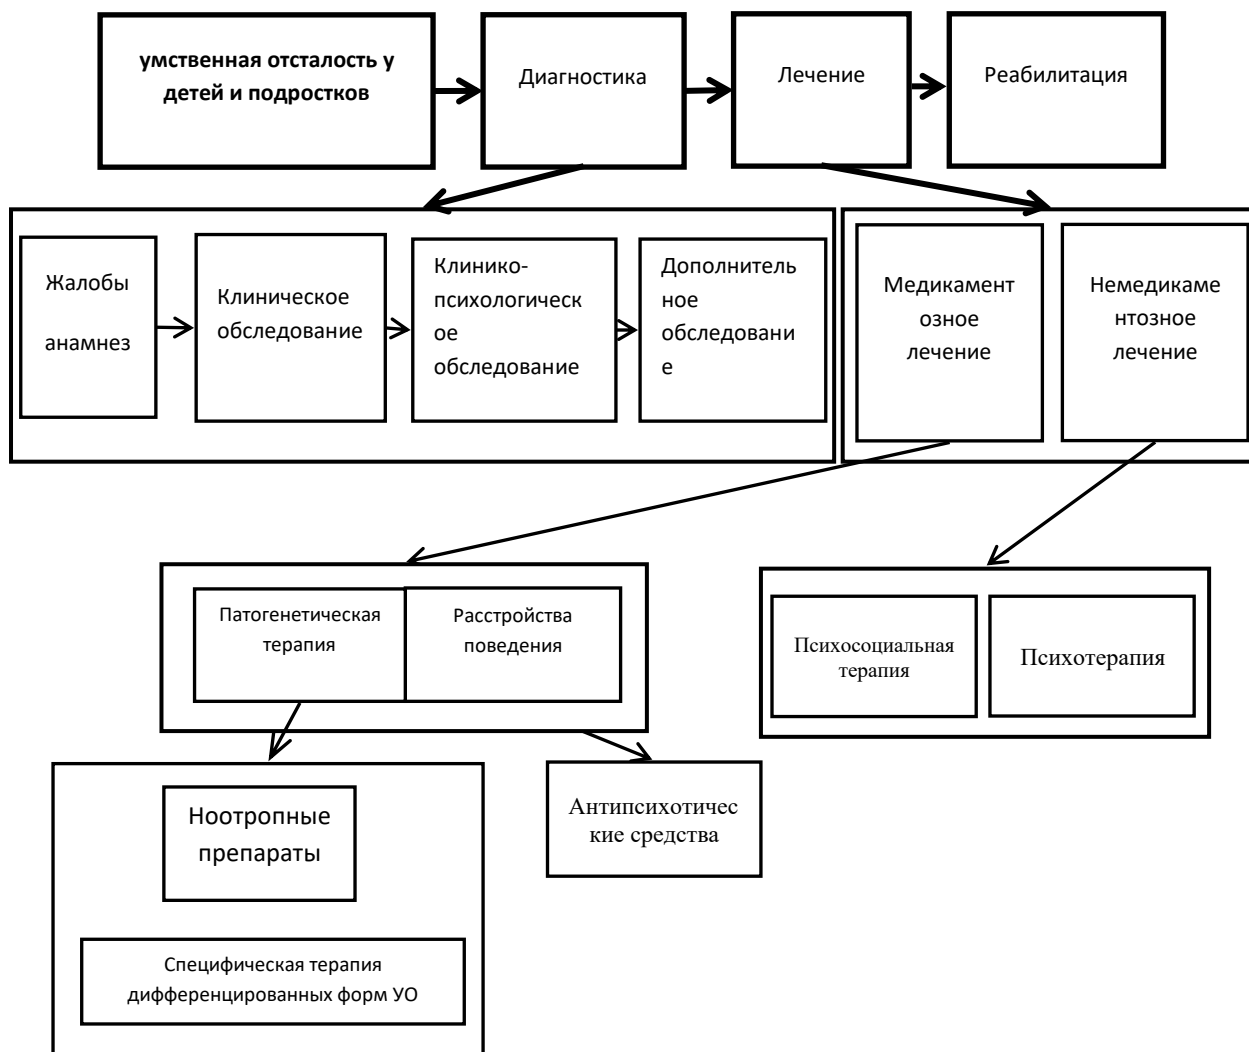 умственная отсталость у
детей и подростков
Диагностика
Лечение
Реабилитация
Жалобы
анамнез
Клиническое
обследование
Клинико-
психологическ
ое
обследование
Дополнитель
ное
обследовани
е
Медикамент
озное
лечение
Немедикаме
нтозное
лечение
Патогенетическая
терапия
Расстройства
поведения
Психосоциальная
терапия
Психотерапия
Ноотропные
препараты
Антипсихотичес
кие средства
Специфическая терапия
дифференцированных форм УО